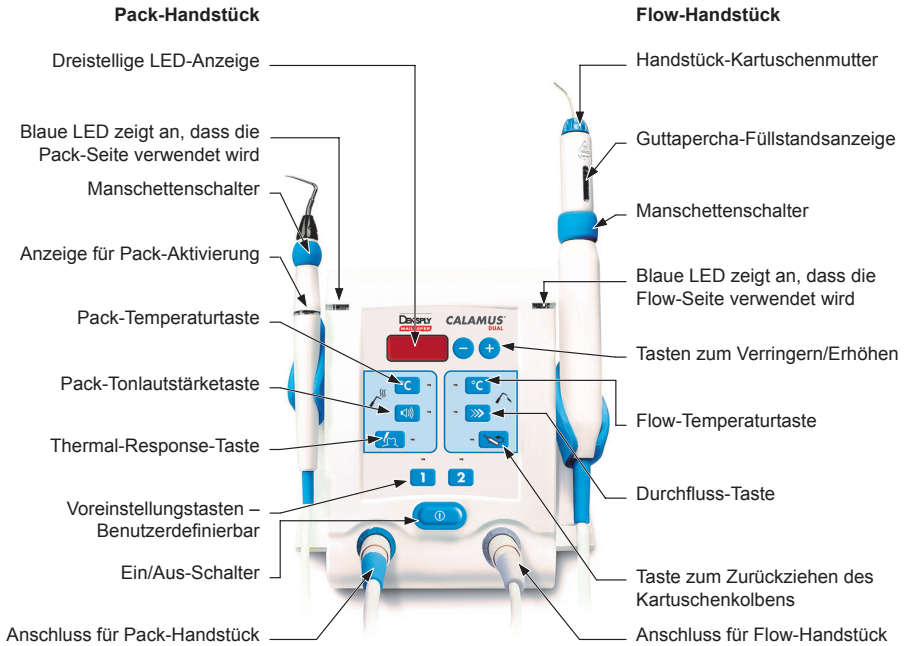 Pack-Handstück
Dreistellige LED-Anzeige
Blaue LED zeigt an, dass die
Pack-Seite verwendet wird
Manschettenschalter
Anzeige für Pack-Aktivierung
Pack-Temperaturtaste
Pack-Tonlautstärketaste
Thermal-Response-Taste
Voreinstellungstasten –
Benutzerdefinierbar
Ein/Aus-Schalter
Anschluss für Pack-Handstück
DENTSPLY
MAILLEFER
CALAMUS®
DUAL
− +
°C °C
1 2
Flow-Handstück
Handstück-Kartuschenmutter
Guttapercha-Füllstandsanzeige
Manschettenschalter
Blaue LED zeigt an, dass die
Flow-Seite verwendet wird
Tasten zum Verringern/Erhöhen
Flow-Temperaturtaste
Durchfluss-Taste
Taste zum Zurückziehen des
Kartuschenkolbens
Anschluss für Flow-Handstück